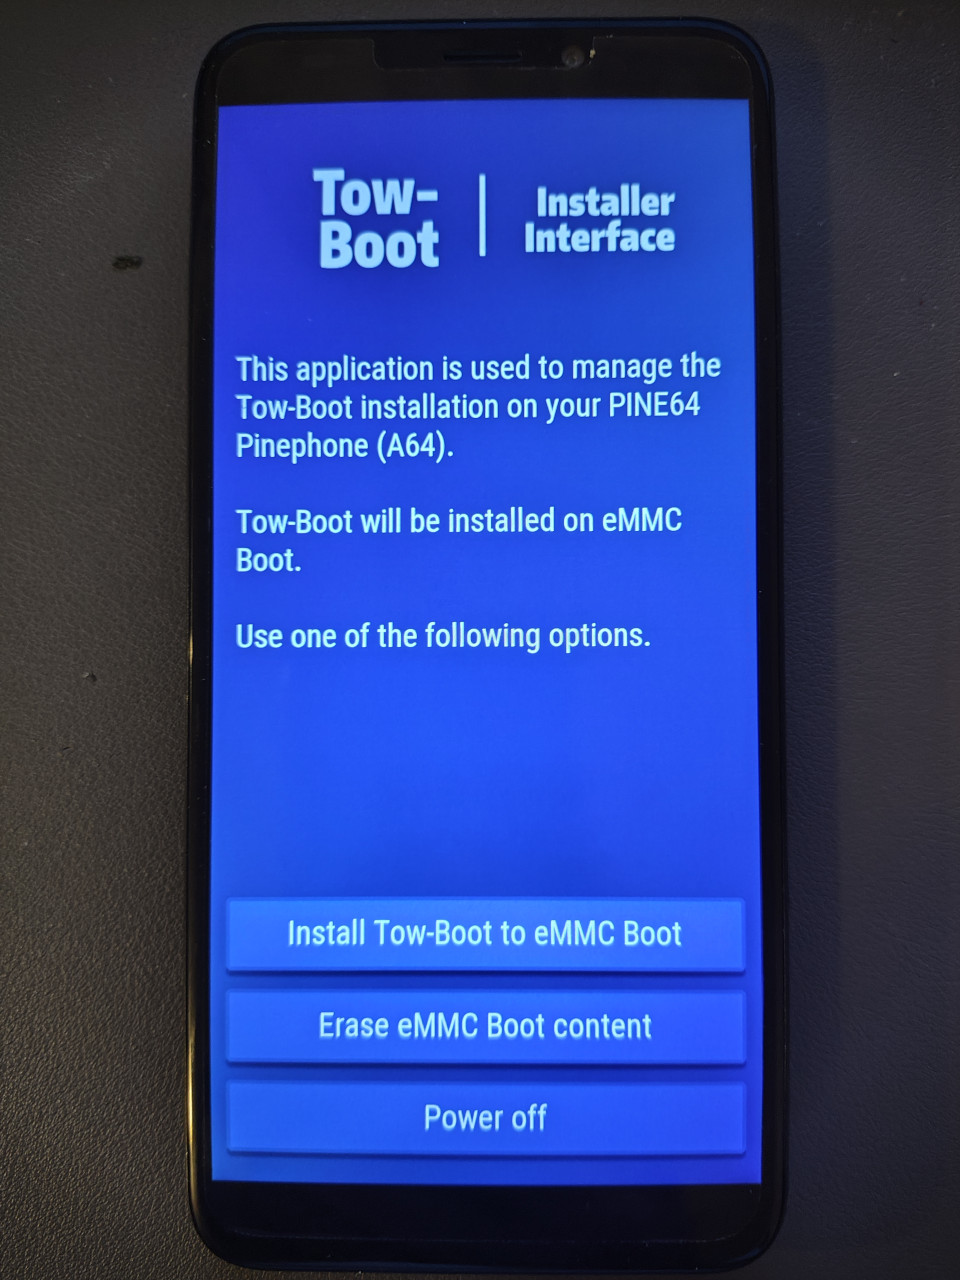 Tow-
Boot
Installer
Interface
This application is used to manage the
Tow-Boot installation on your PINE64
Pinephone (A64).
Tow-Boot will be installed on eMMC
Boot.
Use one of the following options.
Install Tow-Boot to eMMC Boot
Erase eMMC Boot content
Power off